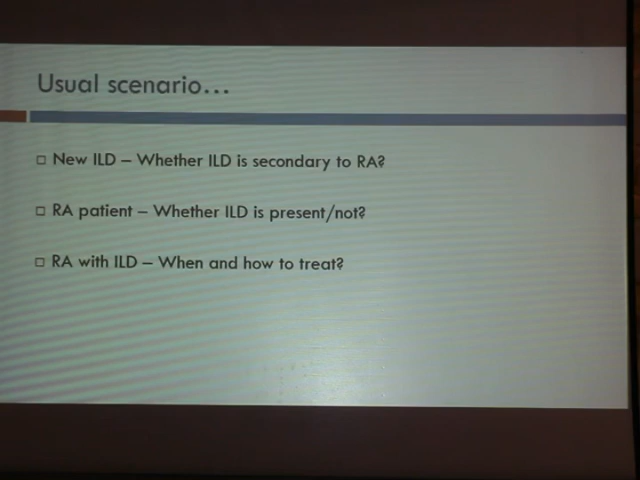 Usual scenario...
New ILD – Whether ILD is secondary to RA?
RA patient – Whether ILD is present/not?
RA with ILD – When and how to treat?